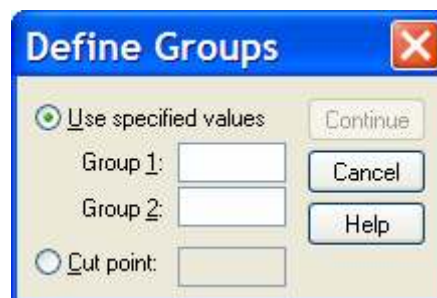 Define Groups
Use specified values
Continue
Group 1:
Cancel
Group 2:
Help
Cut point: